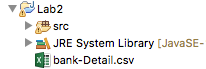 Lab2
src
JRE System Library [JavaSE-
bank-Detail.csv